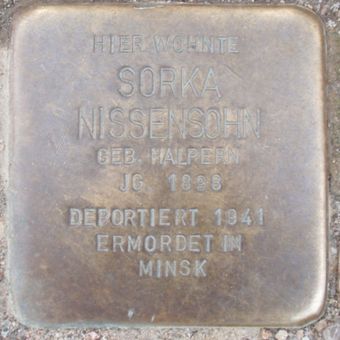 HIER WOHNTE
SORKA
NISSENSOHN
GEB. HALPERN
JG. 1898
DEPORTIERT 1941
ERMORDET IN
MINSK